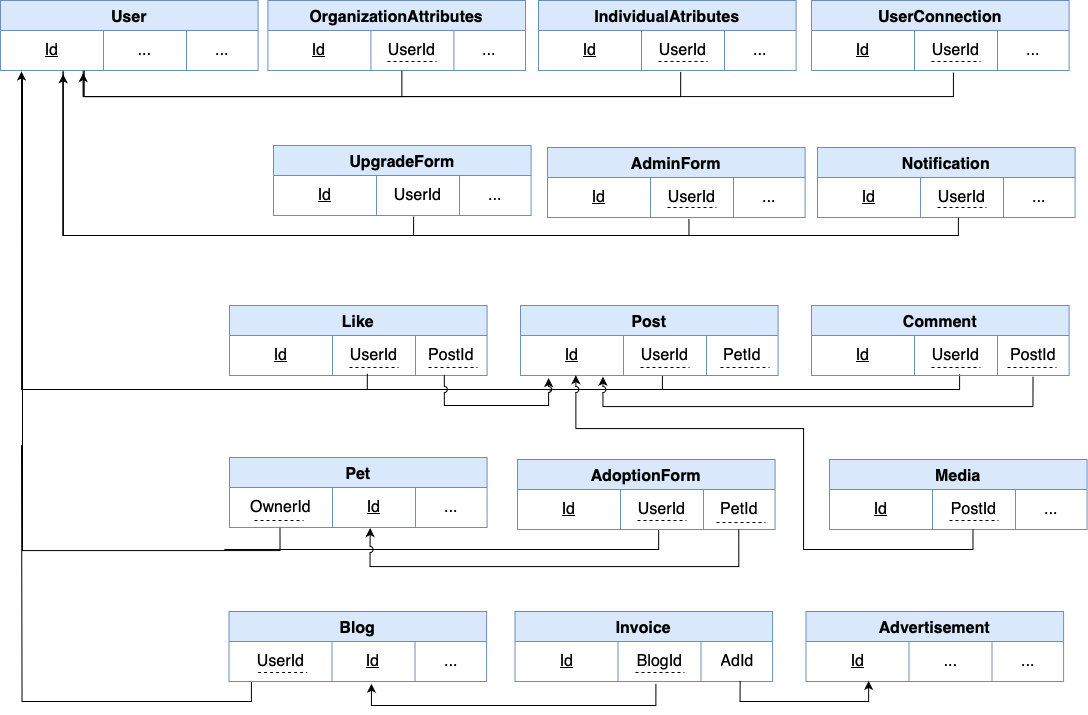 User OrganizationAttributes IndividualAtributes UserConnection
Id ... ... Id UserId ... Id UserId ... Id UserId ...
UpgradeForm AdminForm Notification
Id UserId ... Id UserId ... Id UserId ...
Like Post Comment
Id UserId PostId Id UserId PetId Id UserId PostId
Pet AdoptionForm Media
OwnerId Id ... Id UserId PetId Id PostId ...
Blog Invoice Advertisement
UserId Id ... Id BlogId AdId Id ... ...